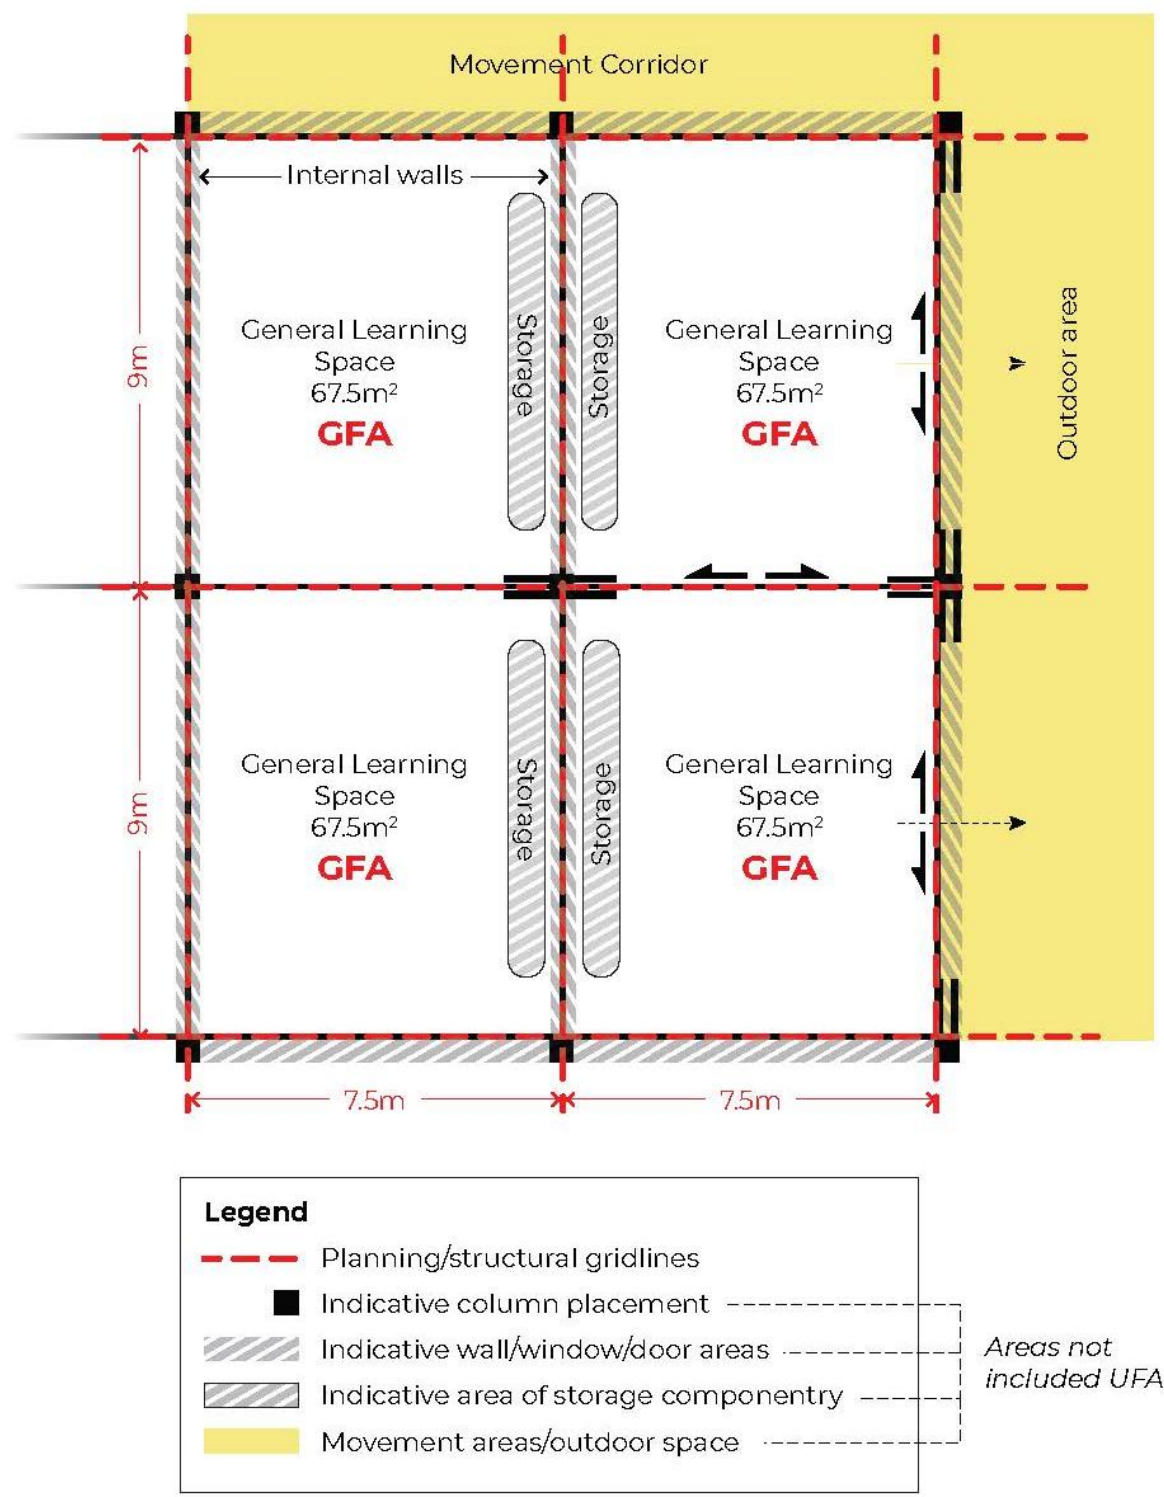 Movement Corridor
Internal walls
9m
General Learning
Space
67.5m²
GFA
Storage
Storage
General Learning
Space
67.5m²
GFA
Outdoor area
9m
General Learning
Space
67.5m²
GFA
Storage
Storage
General Learning
Space
67.5m²
GFA
7.5m
7.5m
Legend
Planning/structural gridlines
Indicative column placement
Indicative wall/window/door areas
Indicative area of storage componentry
Movement areas/outdoor space
Areas not
included UFA